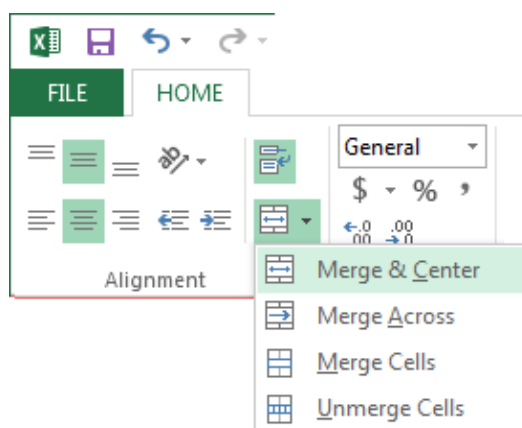 FILE HOME
General
$ % ,
.0 .00
.00 .0
Alignment
Merge & Center
Merge Across
Merge Cells
Unmerge Cells